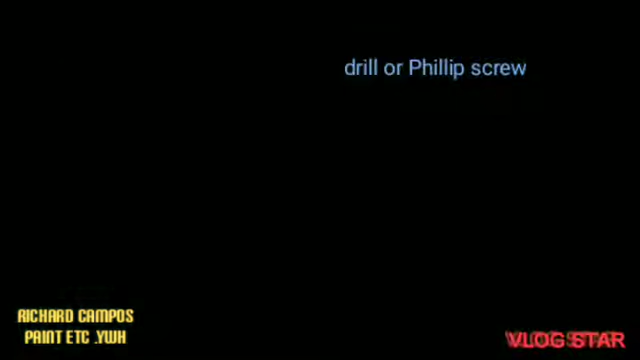 drill or Phillip screw
RICHARD CAMPOS
PAINT ETC .YWH
VLOG STAR